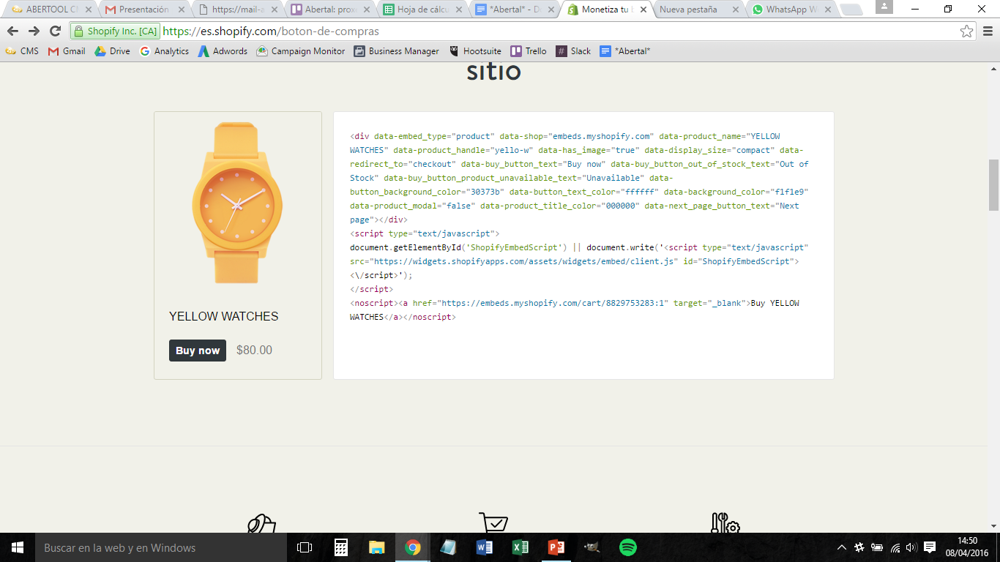 ABERTOOL C
Presentación
https://mail-a
Abertal: prox
Hoja de cálcu
*Abertal* - D
Monetiza tu b
Nueva pestaña
WhatsApp W
Shopify Inc. [CA]
https://es.shopify.com/boton-de-compras
CMS
Gmail
Drive
Analytics
Adwords
Campaign Monitor
Business Manager
Hootsuite
Trello
Slack
*Abertal*
sitio
YELLOW WATCHES
Buy now
$80.00
<div data-embed_type="product" data-shop="embeds.myshopify.com" data-product_name="YELLOW
WATCHES" data-product_handle="yello-w" data-has_image="true" data-display_size="compact" data-
redirect_to="checkout" data-buy_button_text="Buy now" data-buy_button_out_of_stock_text="Out of
Stock" data-buy_button_product_unavailable_text="Unavailable" data-
button_background_color="30373b" data-button_text_color="ffffff" data-background_color="f1f1e9"
data-product_modal="false" data-product_title_color="000000" data-next_page_button_text="Next
page"></div>
<script type="text/javascript">
document.getElementById('ShopifyEmbedScript') || document.write('<script type="text/javascript"
src="https://widgets.shopifyapps.com/assets/widgets/embed/client.js" id="ShopifyEmbedScript">
<\/script>');
</script>
<noscript><a href="https://embeds.myshopify.com/cart/8829753283:1" target="_blank">Buy YELLOW
WATCHES</a></noscript>
Buscar en la web y en Windows
14:50
08/04/2016